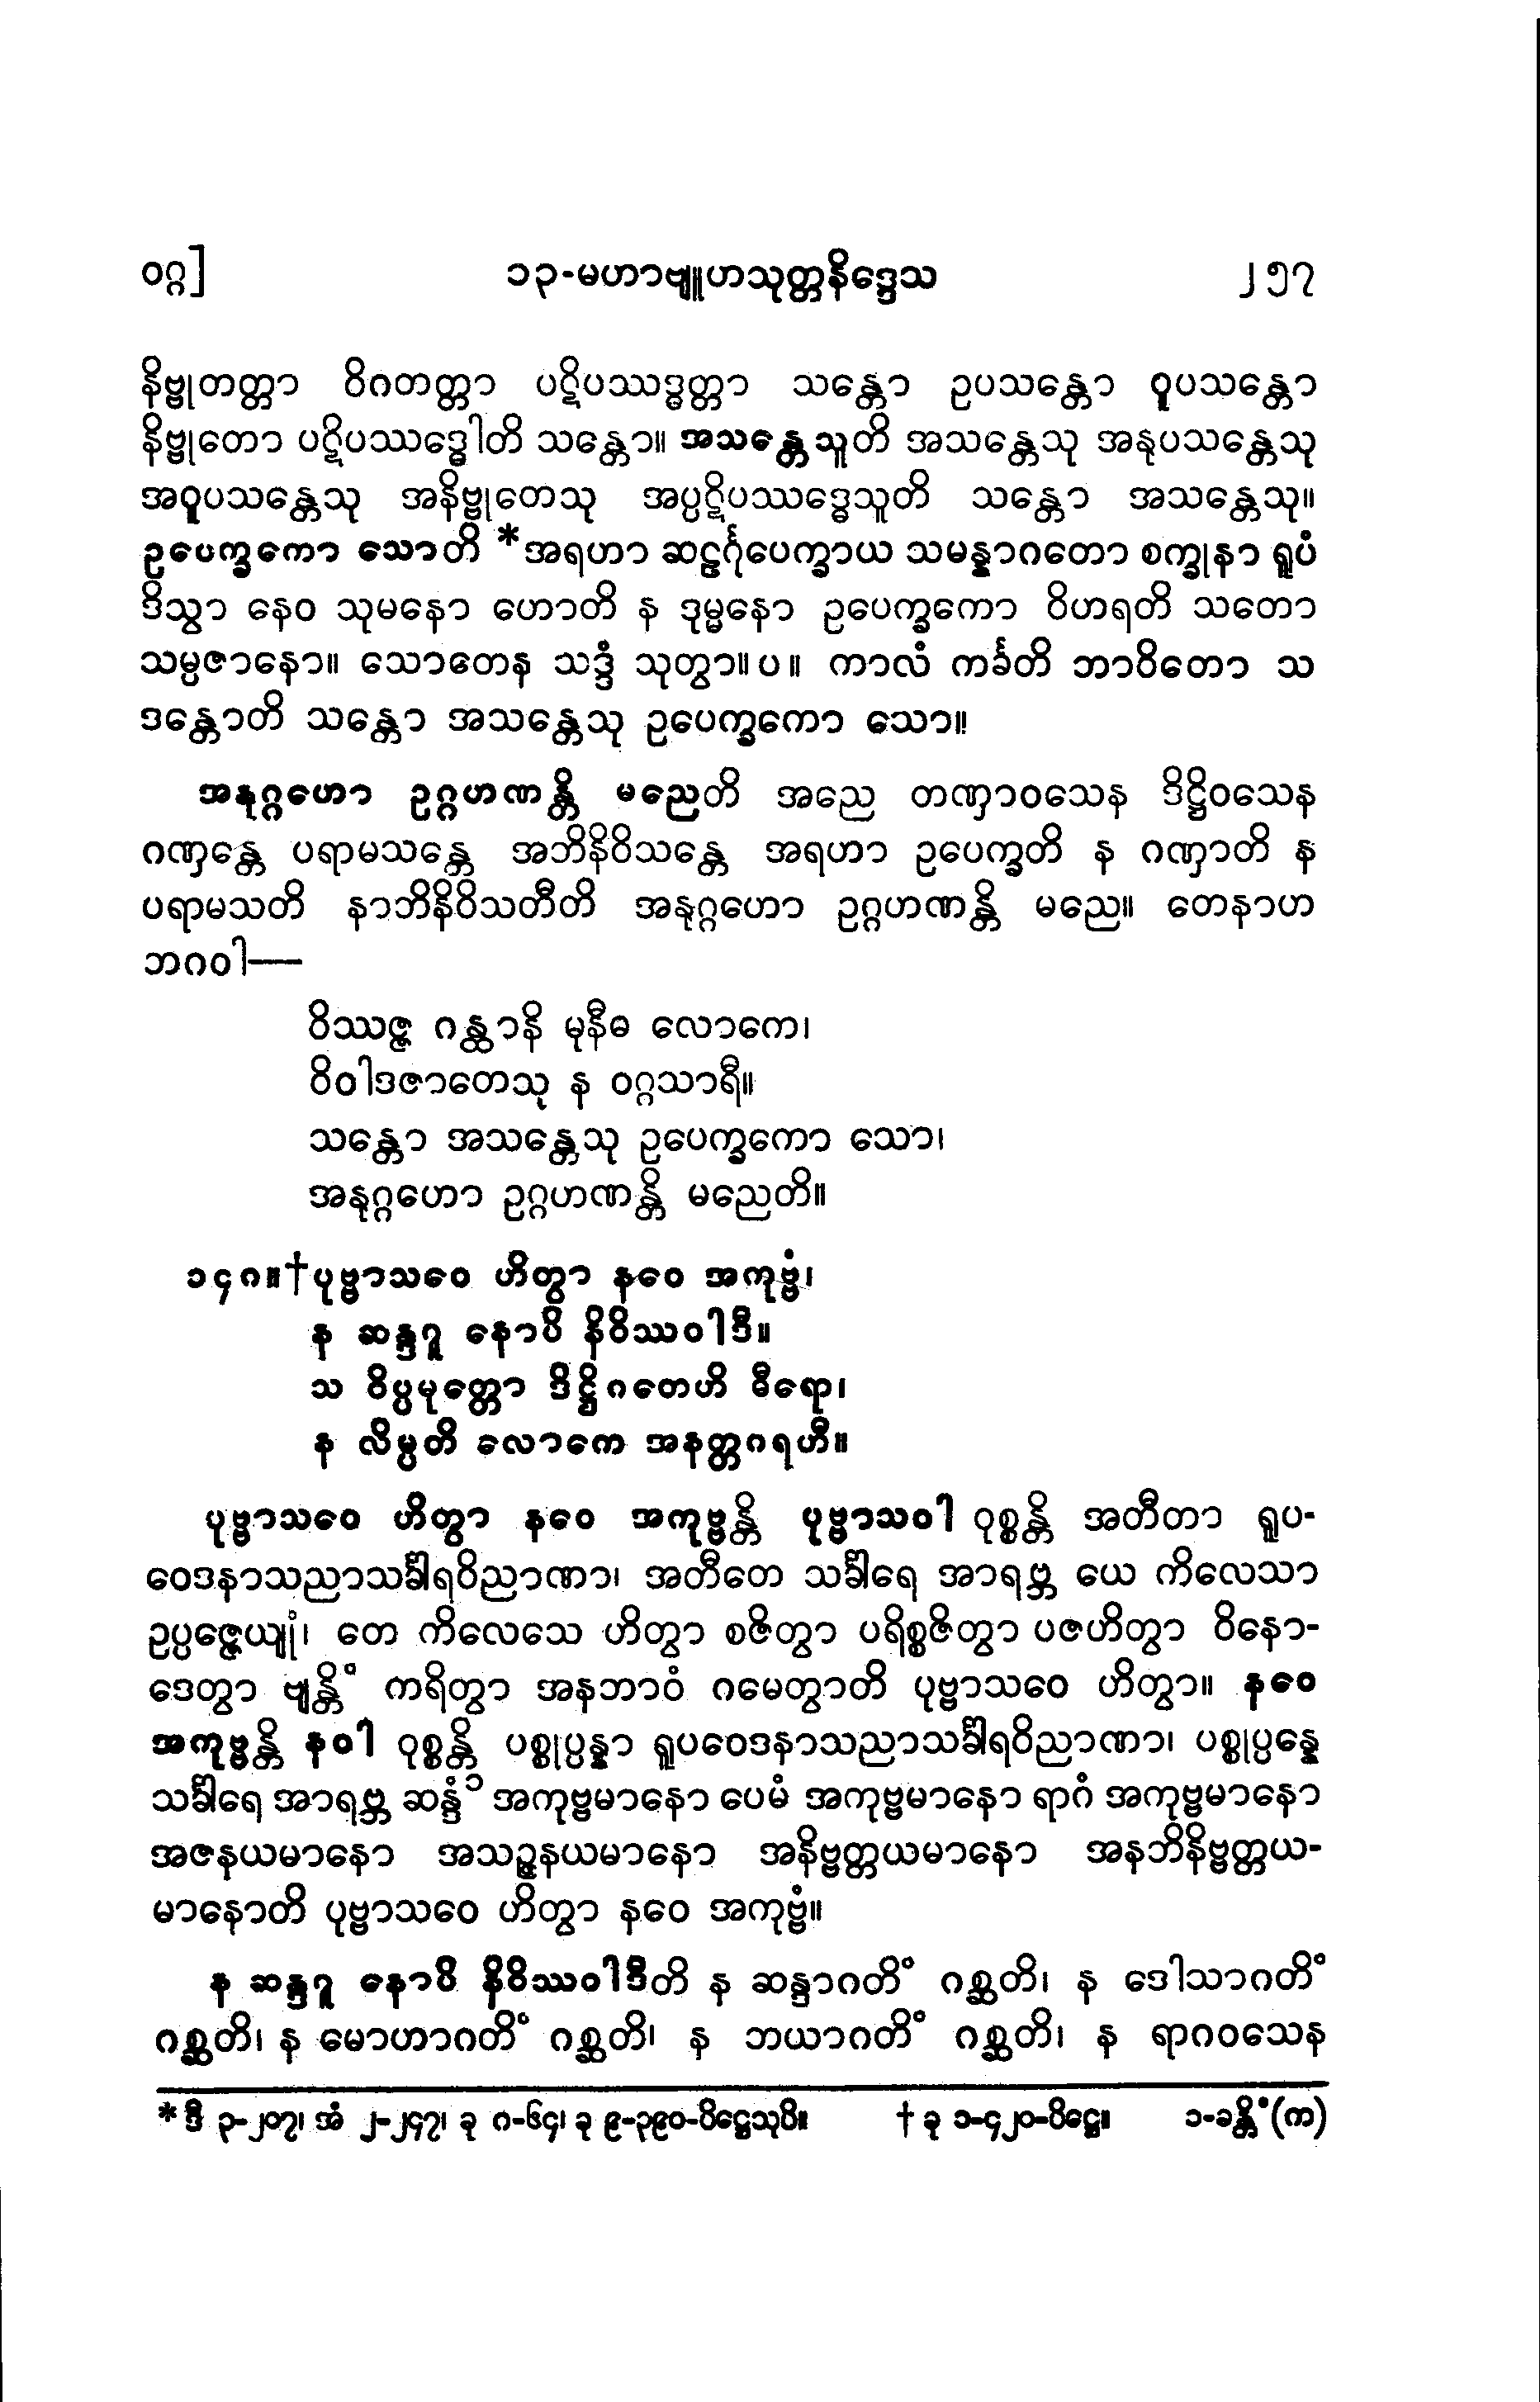 ဝဂ္ဂ]
၁၃-မဟာဗျူဟသုတ္တနိဒ္ဒေသ
၂၅၇
နိဗ္ဗုတတ္တာ ဝိဂတတ္တာ ပဋိပဿဒ္ဓတ္တာ သန္တော ဥပသန္တော ဝူပသန္တော
နိဗ္ဗုတော ပဋိပဿဒ္ဓေါတိ သန္တော။ အသန္တေသူတိ အသန္တေသု အနုပသန္တေသု
အဝူပသန္တေသု အနိဗ္ဗုတေသု အပ္ပဋိပဿဒ္ဓေသူတိ သန္တော အသန္တေသု။
ဥပေက္ခကော သောတိ *အရဟာ ဆဠင်္ဂုပေက္ခာယ သမန္နာဂတော စက္ခုနာ ရူပံ
ဒိသွာ နေဝ သုမနော ဟောတိ န ဒုမ္မနော ဥပေက္ခကော ဝိဟရတိ သတော
သမ္ပဇာနော။ သောတေန သဒ္ဒံ သုတွာ။ပ။ ကာလံ ကင်္ခတိ ဘာဝိတော သ
ဒန္တောတိ သန္တော အသန္တေသု ဥပေက္ခကော သော။
အနုဂ္ဂဟော ဥဂ္ဂဟဏန္တိ မညေတိ အညေ တဏှာဝသေန ဒိဋ္ဌိဝသေန
ဂဏှန္တေ ပရာမသန္တေ အဘိနိဝိသန္တေ အရဟာ ဥပေက္ခတိ န ဂဏှာတိ န
ပရာမသတိ နာဘိနိဝိသတီတိ အနုဂ္ဂဟော ဥဂ္ဂဟဏန္တိ မညေ။ တေနာဟ
ဘဂဝါ—
ဝိဿဇ္ဇ ဂန္ထာနိ မုနီဓ လောကေ၊
ဝိဝါဒဇာတေသု န ဝဂ္ဂသာရီ။
သန္တော အသန္တေသု ဥပေက္ခကော သော၊
အနုဂ္ဂဟော ဥဂ္ဂဟဏန္တိ မညေတိ။
၁၄၈။†ပုဗ္ဗာသဝေ ဟိတွာ နဝေ အကုဗ္ဗံ၊
န ဆန္ဒဂူ နောပိ နိဝိဿဝါဒီ။
သ ဝိပ္ပမုတ္တော ဒိဋ္ဌိဂတေဟိ ဓီရော၊
န လိမ္ပတိ လောကေ အနတ္တဂရဟီ။
ပုဗ္ဗာသဝေ ဟိတွာ နဝေ အကုဗ္ဗန္တိ ပုဗ္ဗာသဝါ ဝုစ္စန္တိ အတီတာ ရူပ-
ဝေဒနာသညာသင်္ခါရဝိညာဏာ၊ အတီတေ သင်္ခါရေ အာရဗ္ဘ ယေ ကိလေသာ
ဥပ္ပဇ္ဇေယျုံ၊ တေ ကိလေသေ ဟိတွာ စဇိတွာ ပရိစ္စဇိတွာ ပဇဟိတွာ ဝိနော-
ဒေတွာ ဗျန္တိံ ကရိတွာ အနဘာဝံ ဂမေတွာတိ ပုဗ္ဗာသဝေ ဟိတွာ။ နဝေ
အကုဗ္ဗန္တိ နဝါ ဝုစ္စန္တိ ပစ္စုပ္ပန္နာ ရူပဝေဒနာသညာသင်္ခါရဝိညာဏာ၊ ပစ္စုပ္ပန္နေ
သင်္ခါရေ အာရဗ္ဘ ဆန္ဒံ၁ အကုဗ္ဗမာနော ပေမံ အကုဗ္ဗမာနော ရာဂံ အကုဗ္ဗမာနော
အဇနယမာနော အသဉ္ဇနယမာနော အနိဗ္ဗတ္တယမာနော အနဘိနိဗ္ဗတ္တယ-
မာနောတိ ပုဗ္ဗာသဝေ ဟိတွာ နဝေ အကုဗ္ဗံ။
န ဆန္ဒဂူ နောပိ နိဝိဿဝါဒီတိ န ဆန္ဒာဂတိံ ဂစ္ဆတိ၊ န ဒေါသာဂတိံ
ဂစ္ဆတိ၊ န မောဟာဂတိံ ဂစ္ဆတိ၊ န ဘယာဂတိံ ဂစ္ဆတိ၊ န ရာဂဝသေန
*ဒီ ၃-၂၀၇၊ အံ ၂-၂၄၇၊ ခု ၈-၆၄၊ ခု ၉-၃၉၀-ပိဋ္ဌေသုပိ။ †ခု ၁-၄၂၀-ပိဋ္ဌေ။ ၁-ခန္တိံ (က)